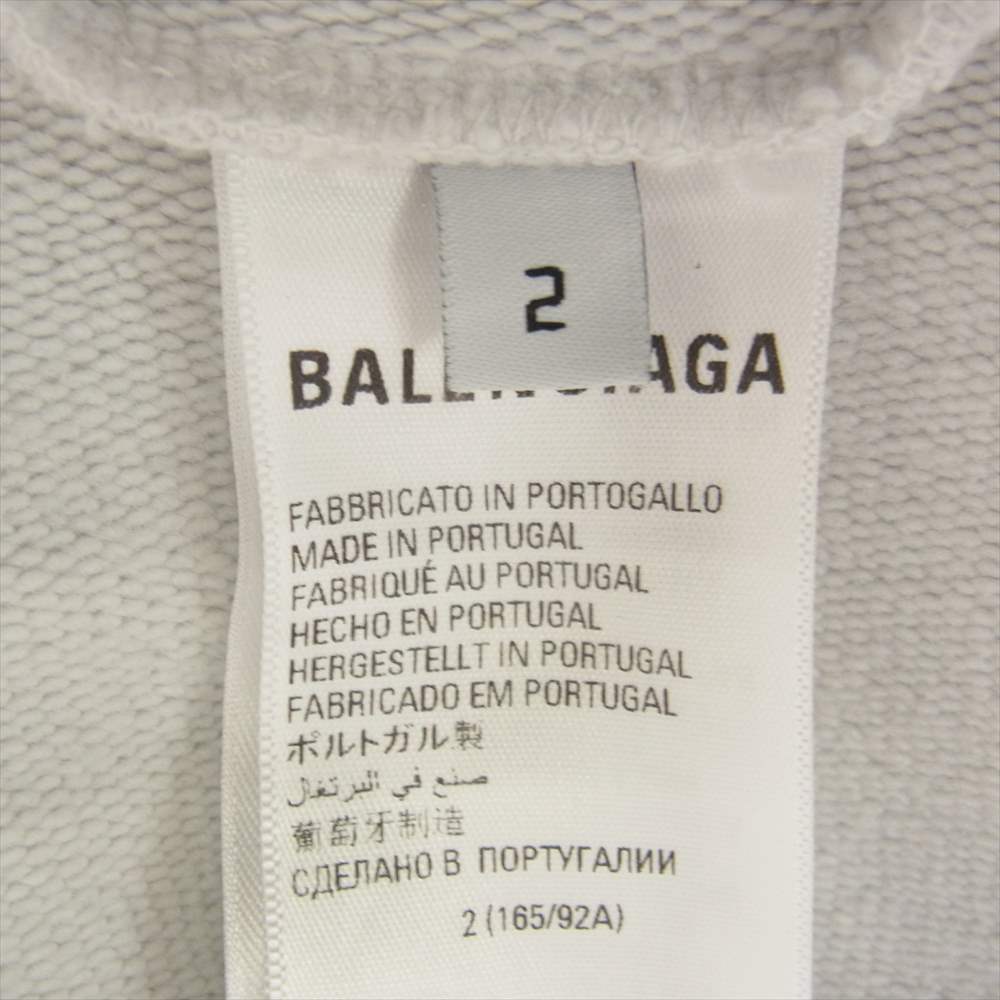 2
BALENCIAGA
FABBRICATO IN PORTOGALLO
MADE IN PORTUGAL
FABRIQUÉ AU PORTUGAL
HECHO EN PORTUGAL
HERGESTELLT IN PORTUGAL
FABRICADO EM PORTUGAL
ポルトガル製
صنع في البرتغال
葡萄牙制造
СДЕЛАНО В ПОРТУГАЛИИ
2 (165/92A)